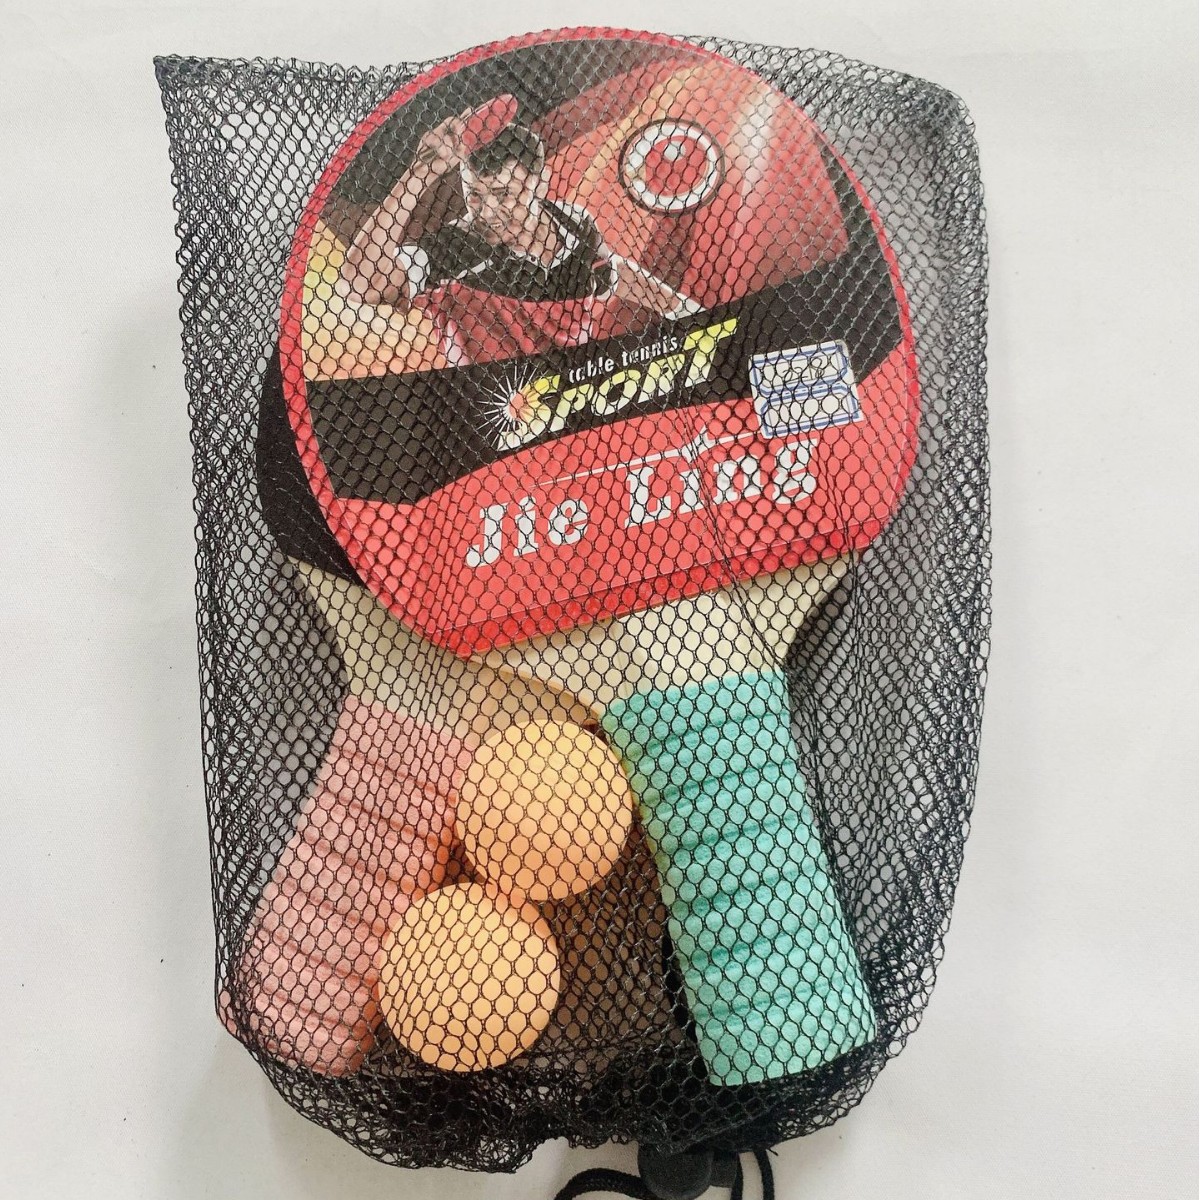 table tennis
SPORT
Jie Ling